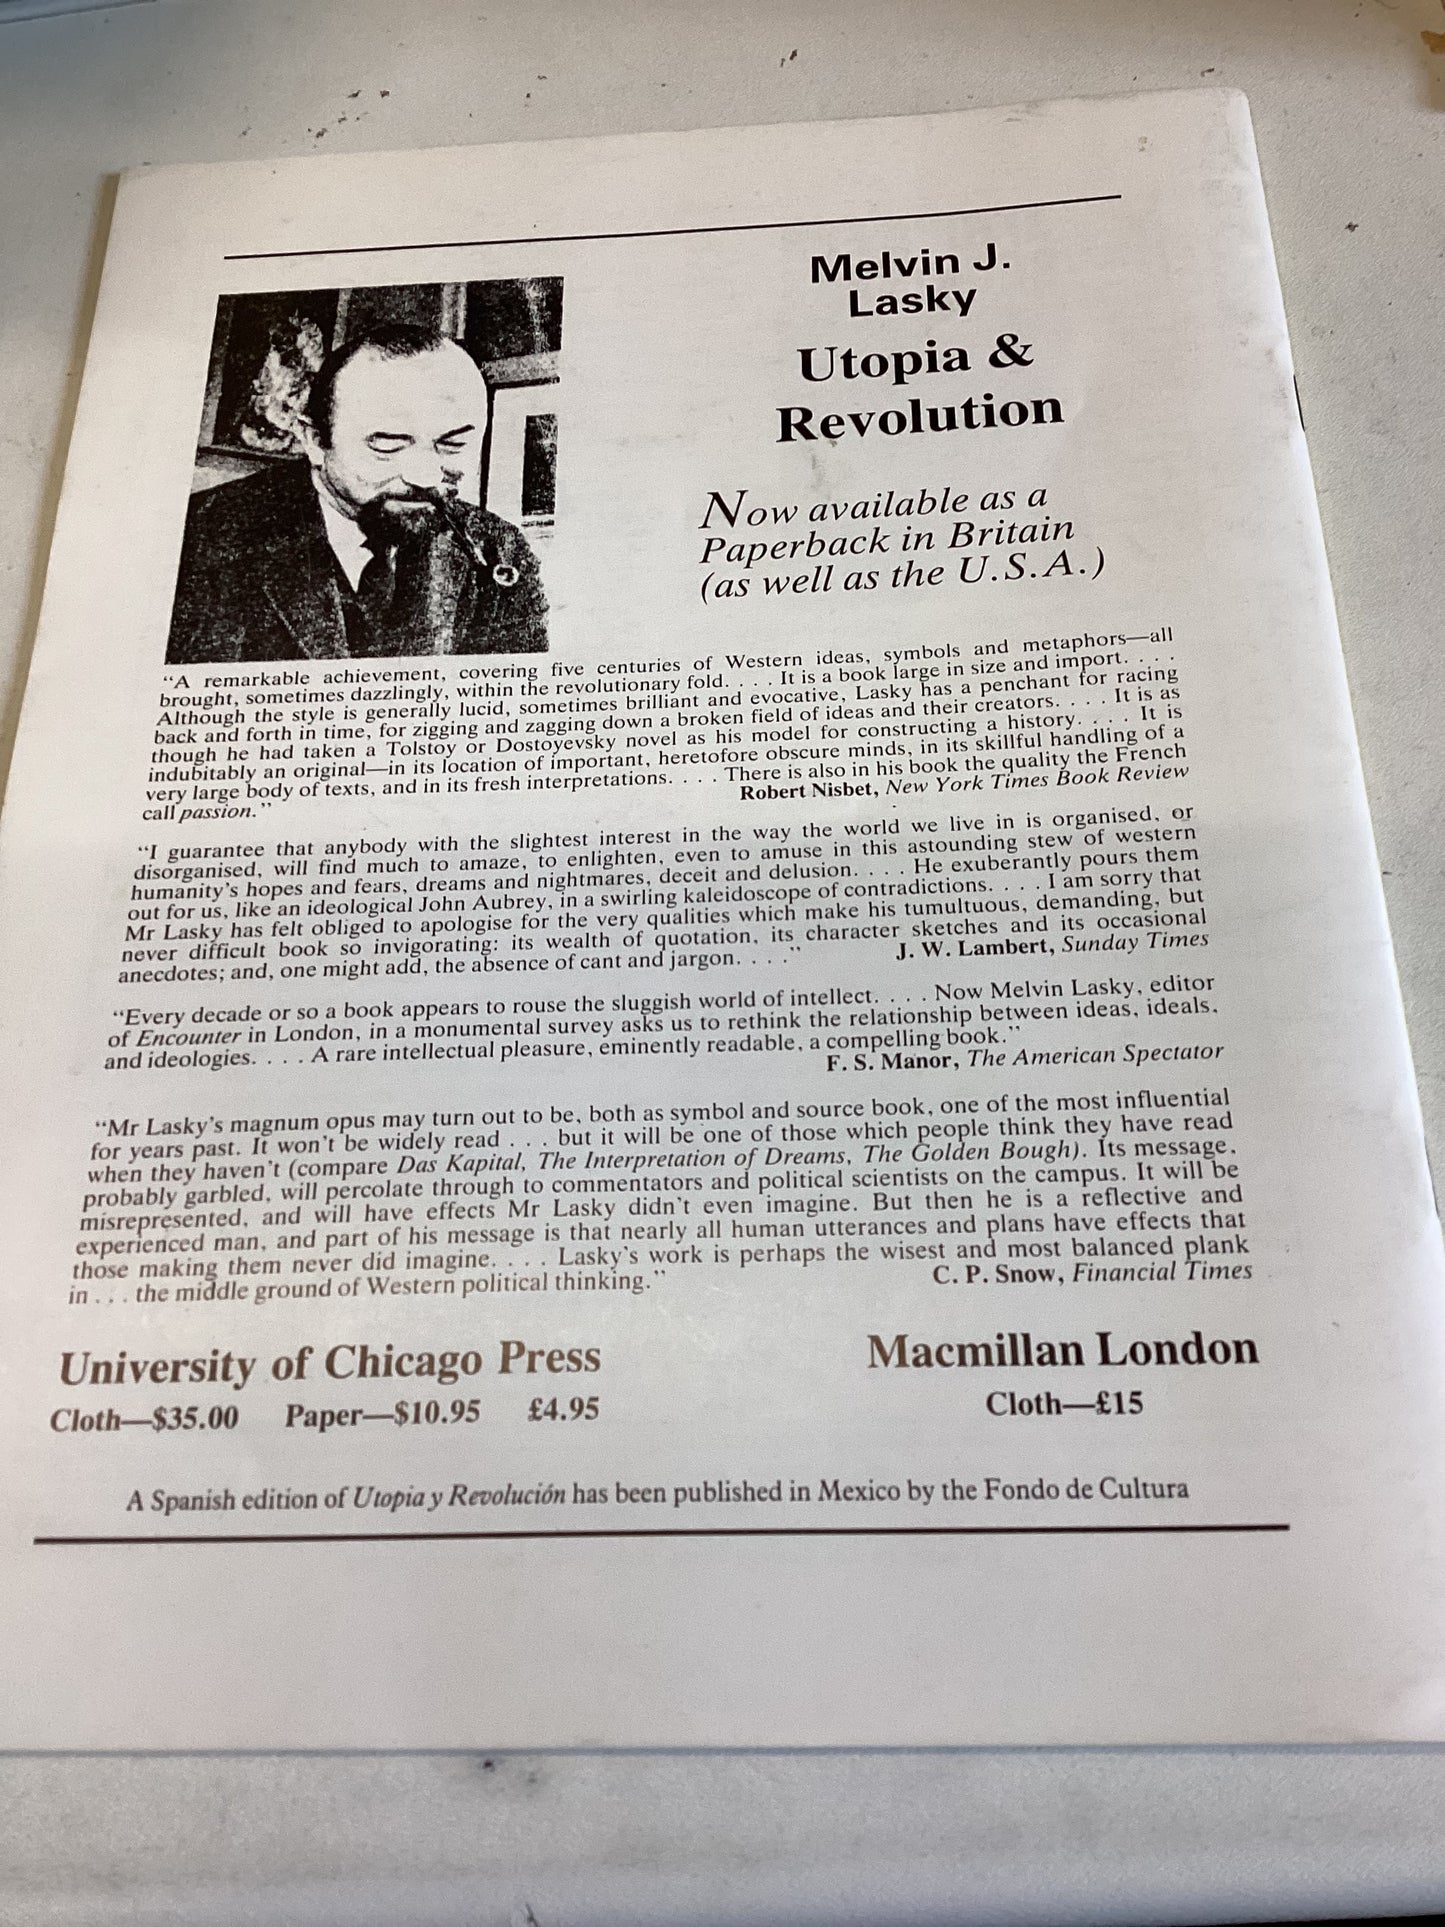 Melvin J.
Lasky
Utopia &
Revolution
Now available as a
Paperback in Britain
(as well as the U.S.A.)
“A remarkable achievement, covering five centuries of Western ideas, symbols and metaphors—all
brought, sometimes dazzlingly, within the revolutionary fold. . . . It is a book large in size and import. . . .
Although the style is generally lucid, sometimes brilliant and evocative, Lasky has a penchant for racing
back and forth in time, for zigging and zagging down a broken field of ideas and their creators. . . . It is as
though he had taken a Tolstoy or Dostoyevsky novel as his model for constructing a history. . . . It is
indubitably an original—in its location of important, heretofore obscure minds, in its skillful handling of a
very large body of texts, and in its fresh interpretations. . . . There is also in his book the quality the French
call passion.” Robert Nisbet, New York Times Book Review
“I guarantee that anybody with the slightest interest in the way the world we live in is organised, or
disorganised, will find much to amaze, to enlighten, even to amuse in this astounding stew of western
humanity’s hopes and fears, dreams and nightmares, deceit and delusion. . . . He exuberantly pours them
out for us, like an ideological John Aubrey, in a swirling kaleidoscope of contradictions. . . . I am sorry that
Mr Lasky has felt obliged to apologise for the very qualities which make his tumultuous, demanding, but
never difficult book so invigorating: its wealth of quotation, its character sketches and its occasional
anecdotes; and, one might add, the absence of cant and jargon. . . .” J. W. Lambert, Sunday Times
“Every decade or so a book appears to rouse the sluggish world of intellect. . . . Now Melvin Lasky, editor
of Encounter in London, in a monumental survey asks us to rethink the relationship between ideas, ideals,
and ideologies. . . . A rare intellectual pleasure, eminently readable, a compelling book.”
F. S. Manor, The American Spectator
“Mr Lasky’s magnum opus may turn out to be, both as symbol and source book, one of the most influential
for years past. It won’t be widely read . . . but it will be one of those which people think they have read
when they haven’t (compare Das Kapital, The Interpretation of Dreams, The Golden Bough). Its message,
probably garbled, will percolate through to commentators and political scientists on the campus. It will be
misrepresented, and will have effects Mr Lasky didn’t even imagine. But then he is a reflective and
experienced man, and part of his message is that nearly all human utterances and plans have effects that
those making them never did imagine. . . . Lasky’s work is perhaps the wisest and most balanced plank
in . . . the middle ground of Western political thinking.” C. P. Snow, Financial Times
University of Chicago Press
Cloth—$35.00 Paper—$10.95 £4.95
Macmillan London
Cloth—£15
A Spanish edition of Utopia y Revolución has been published in Mexico by the Fondo de Cultura